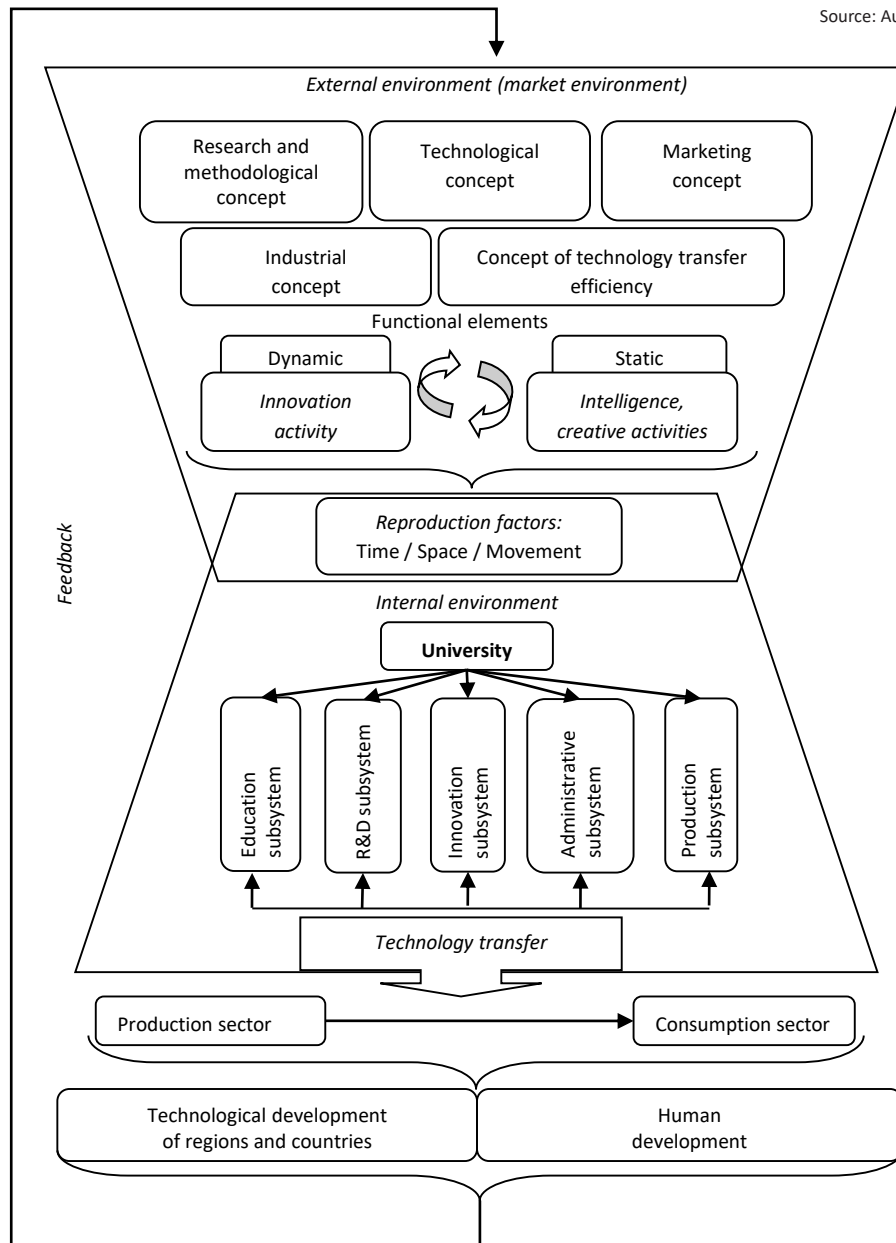 Source: Au
External environment (market environment)
Research and
methodological
concept
Technological
concept
Marketing
concept
Industrial
concept
Concept of technology transfer
efficiency
Functional elements
Dynamic
Static
Innovation
activity
Intelligence,
creative activities
Reproduction factors:
Time / Space / Movement
Feedback
Internal environment
University
Education
subsystem
R&D subsystem
Innovation
subsystem
Administrative
subsystem
Production
subsystem
Technology transfer
Production sector
Consumption sector
Technological development
of regions and countries
Human
development